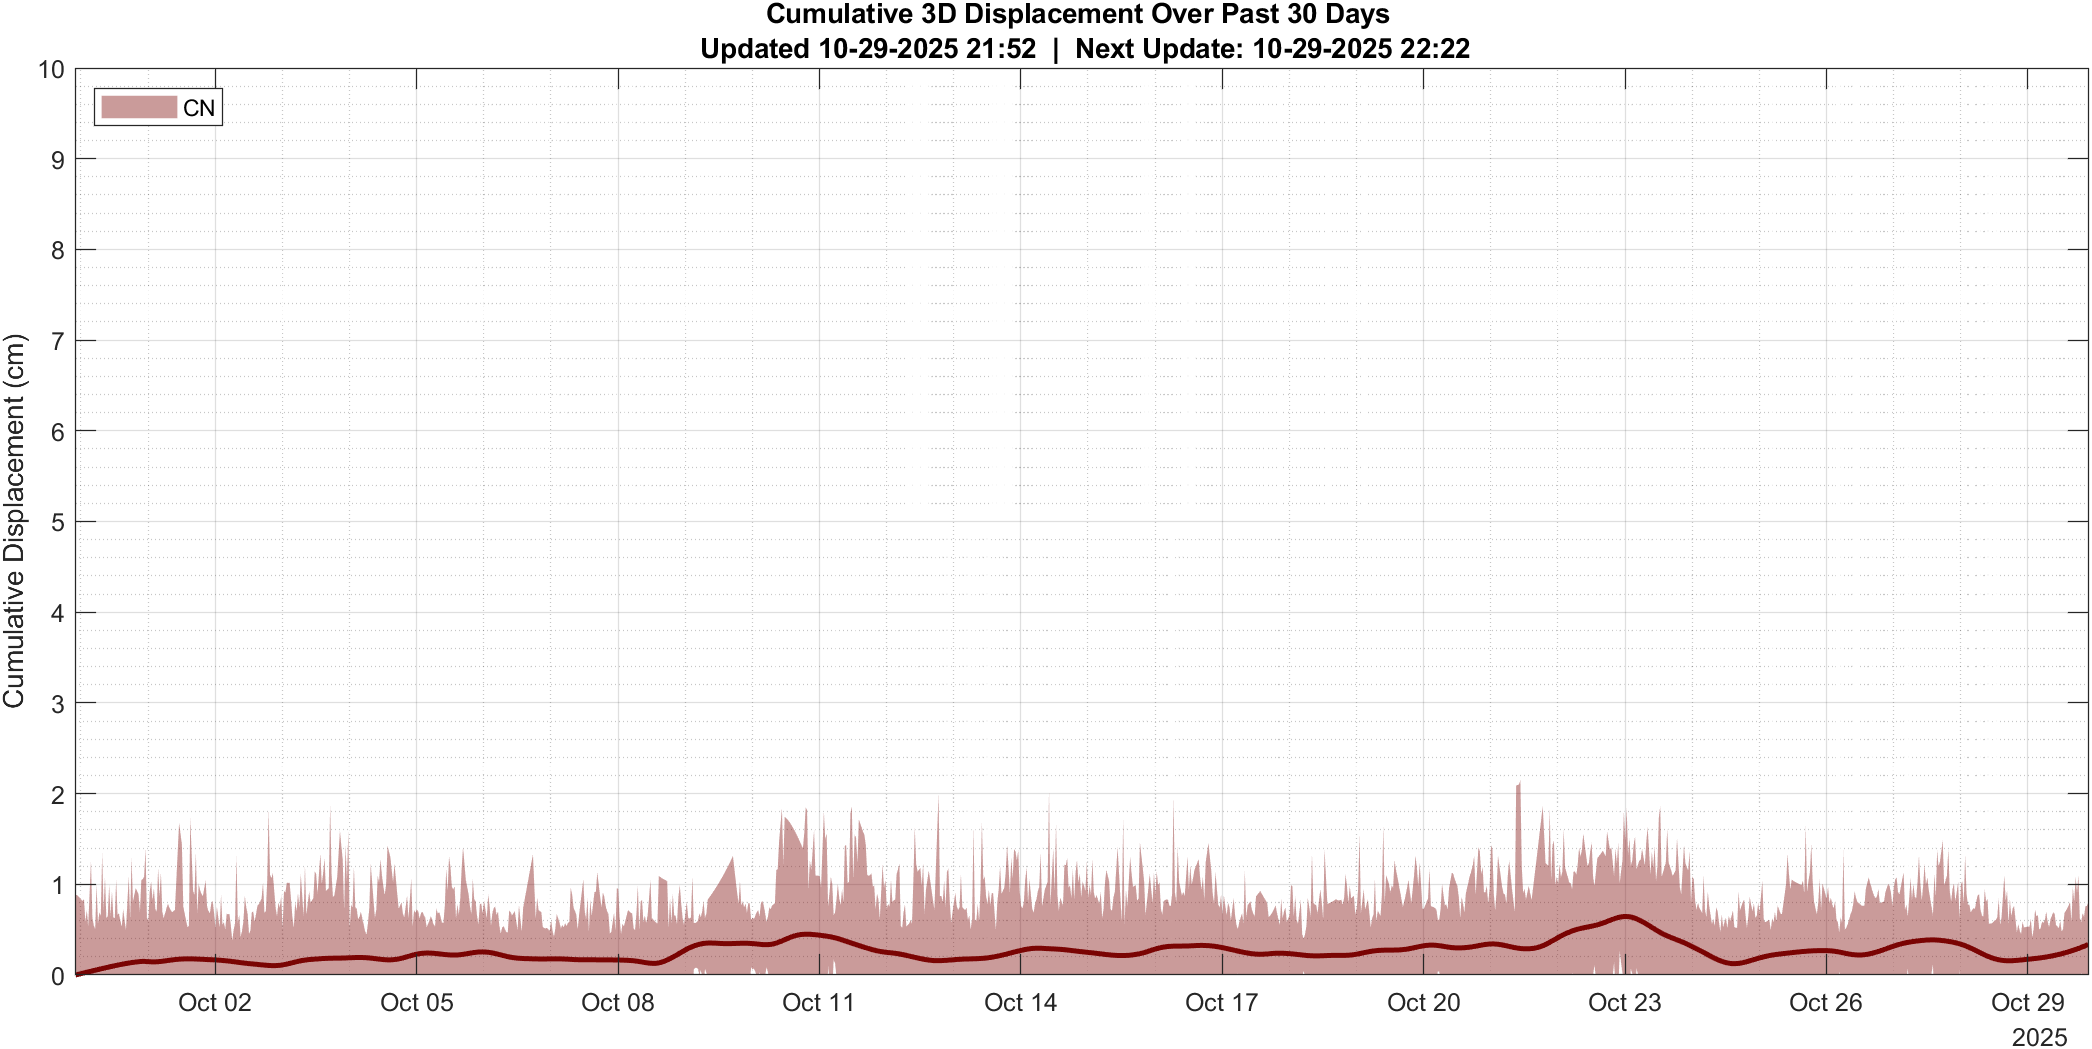 Cumulative 3D Displacement Over Past 30 Days
Updated 10-29-2025 21:52 | Next Update: 10-29-2025 22:22
CN
Cumulative Displacement (cm)
10
9
8
7
6
5
4
3
2
1
0
Oct 02 Oct 05 Oct 08 Oct 11 Oct 14 Oct 17 Oct 20 Oct 23 Oct 26 Oct 29
2025